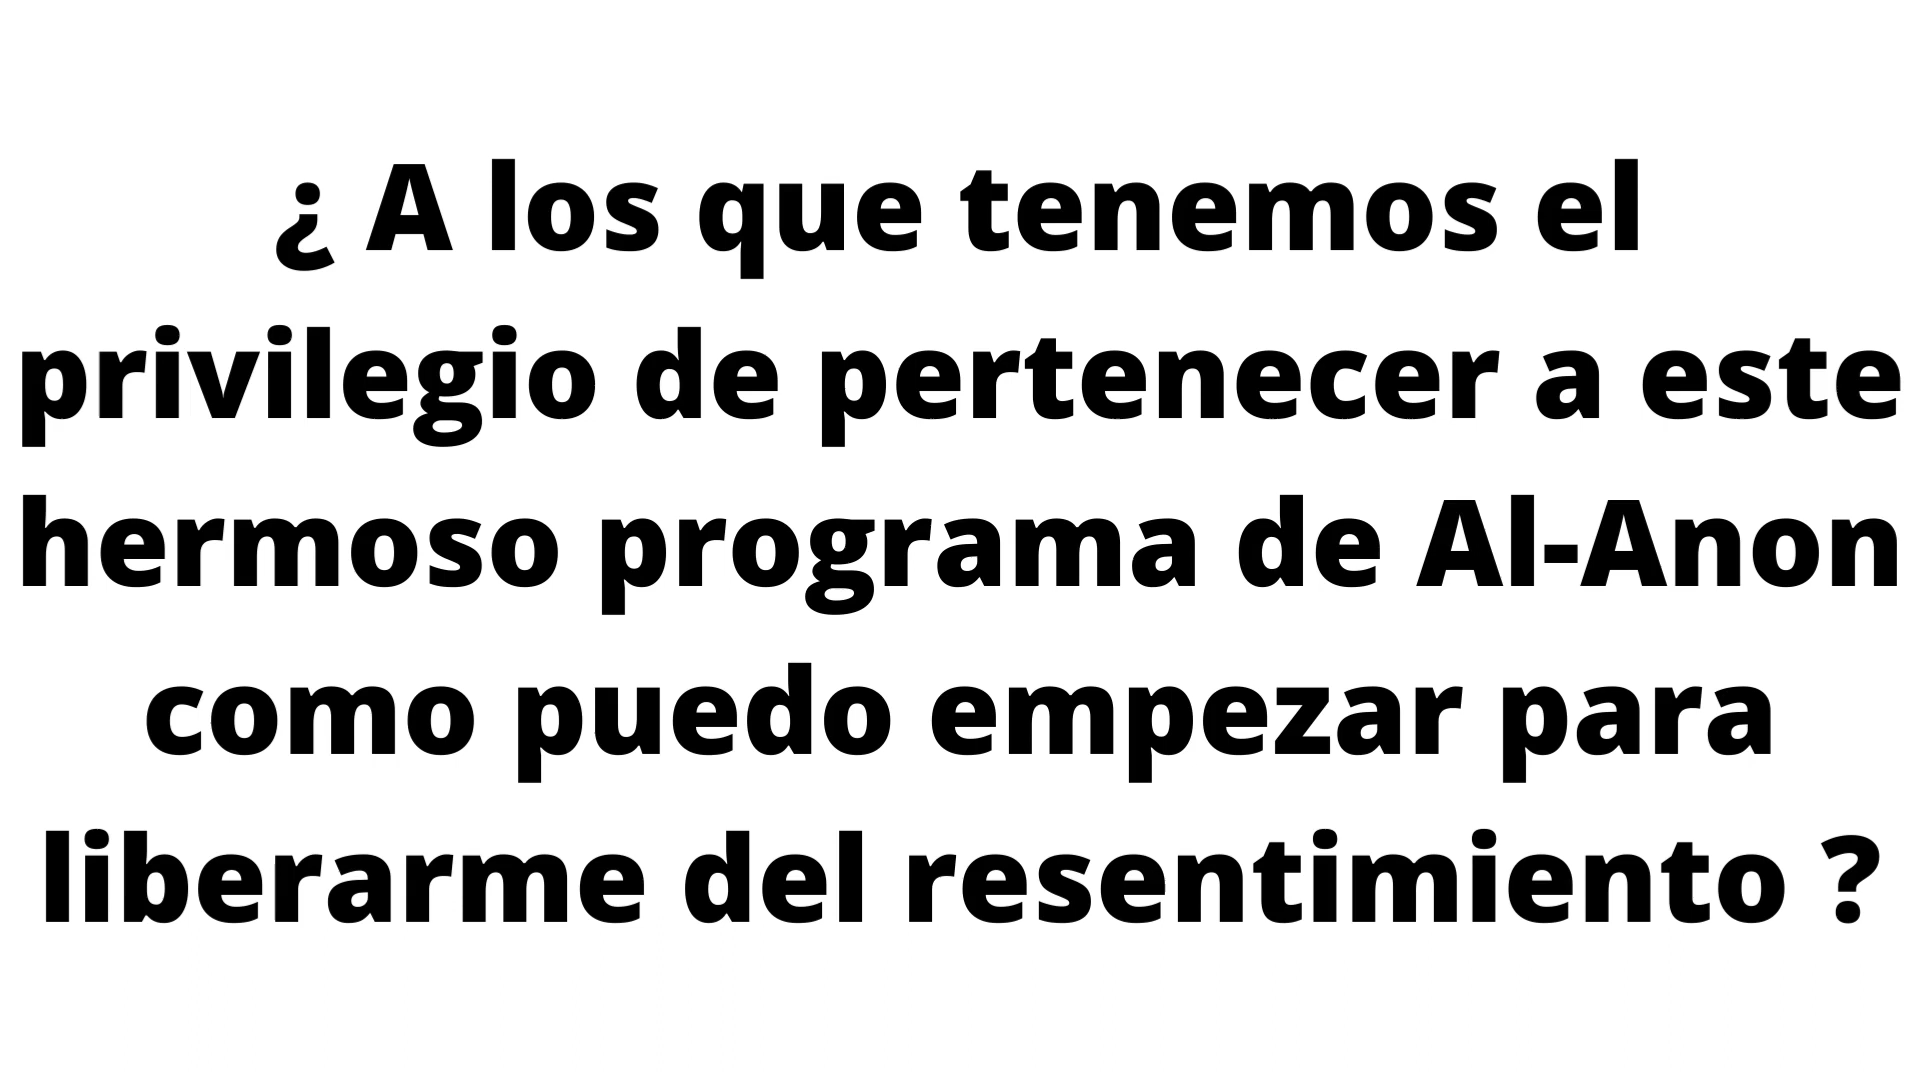 ¿ A los que tenemos el
privilegio de pertenecer a este
hermoso programa de Al-Anon
como puedo empezar para
liberarme del resentimiento ?